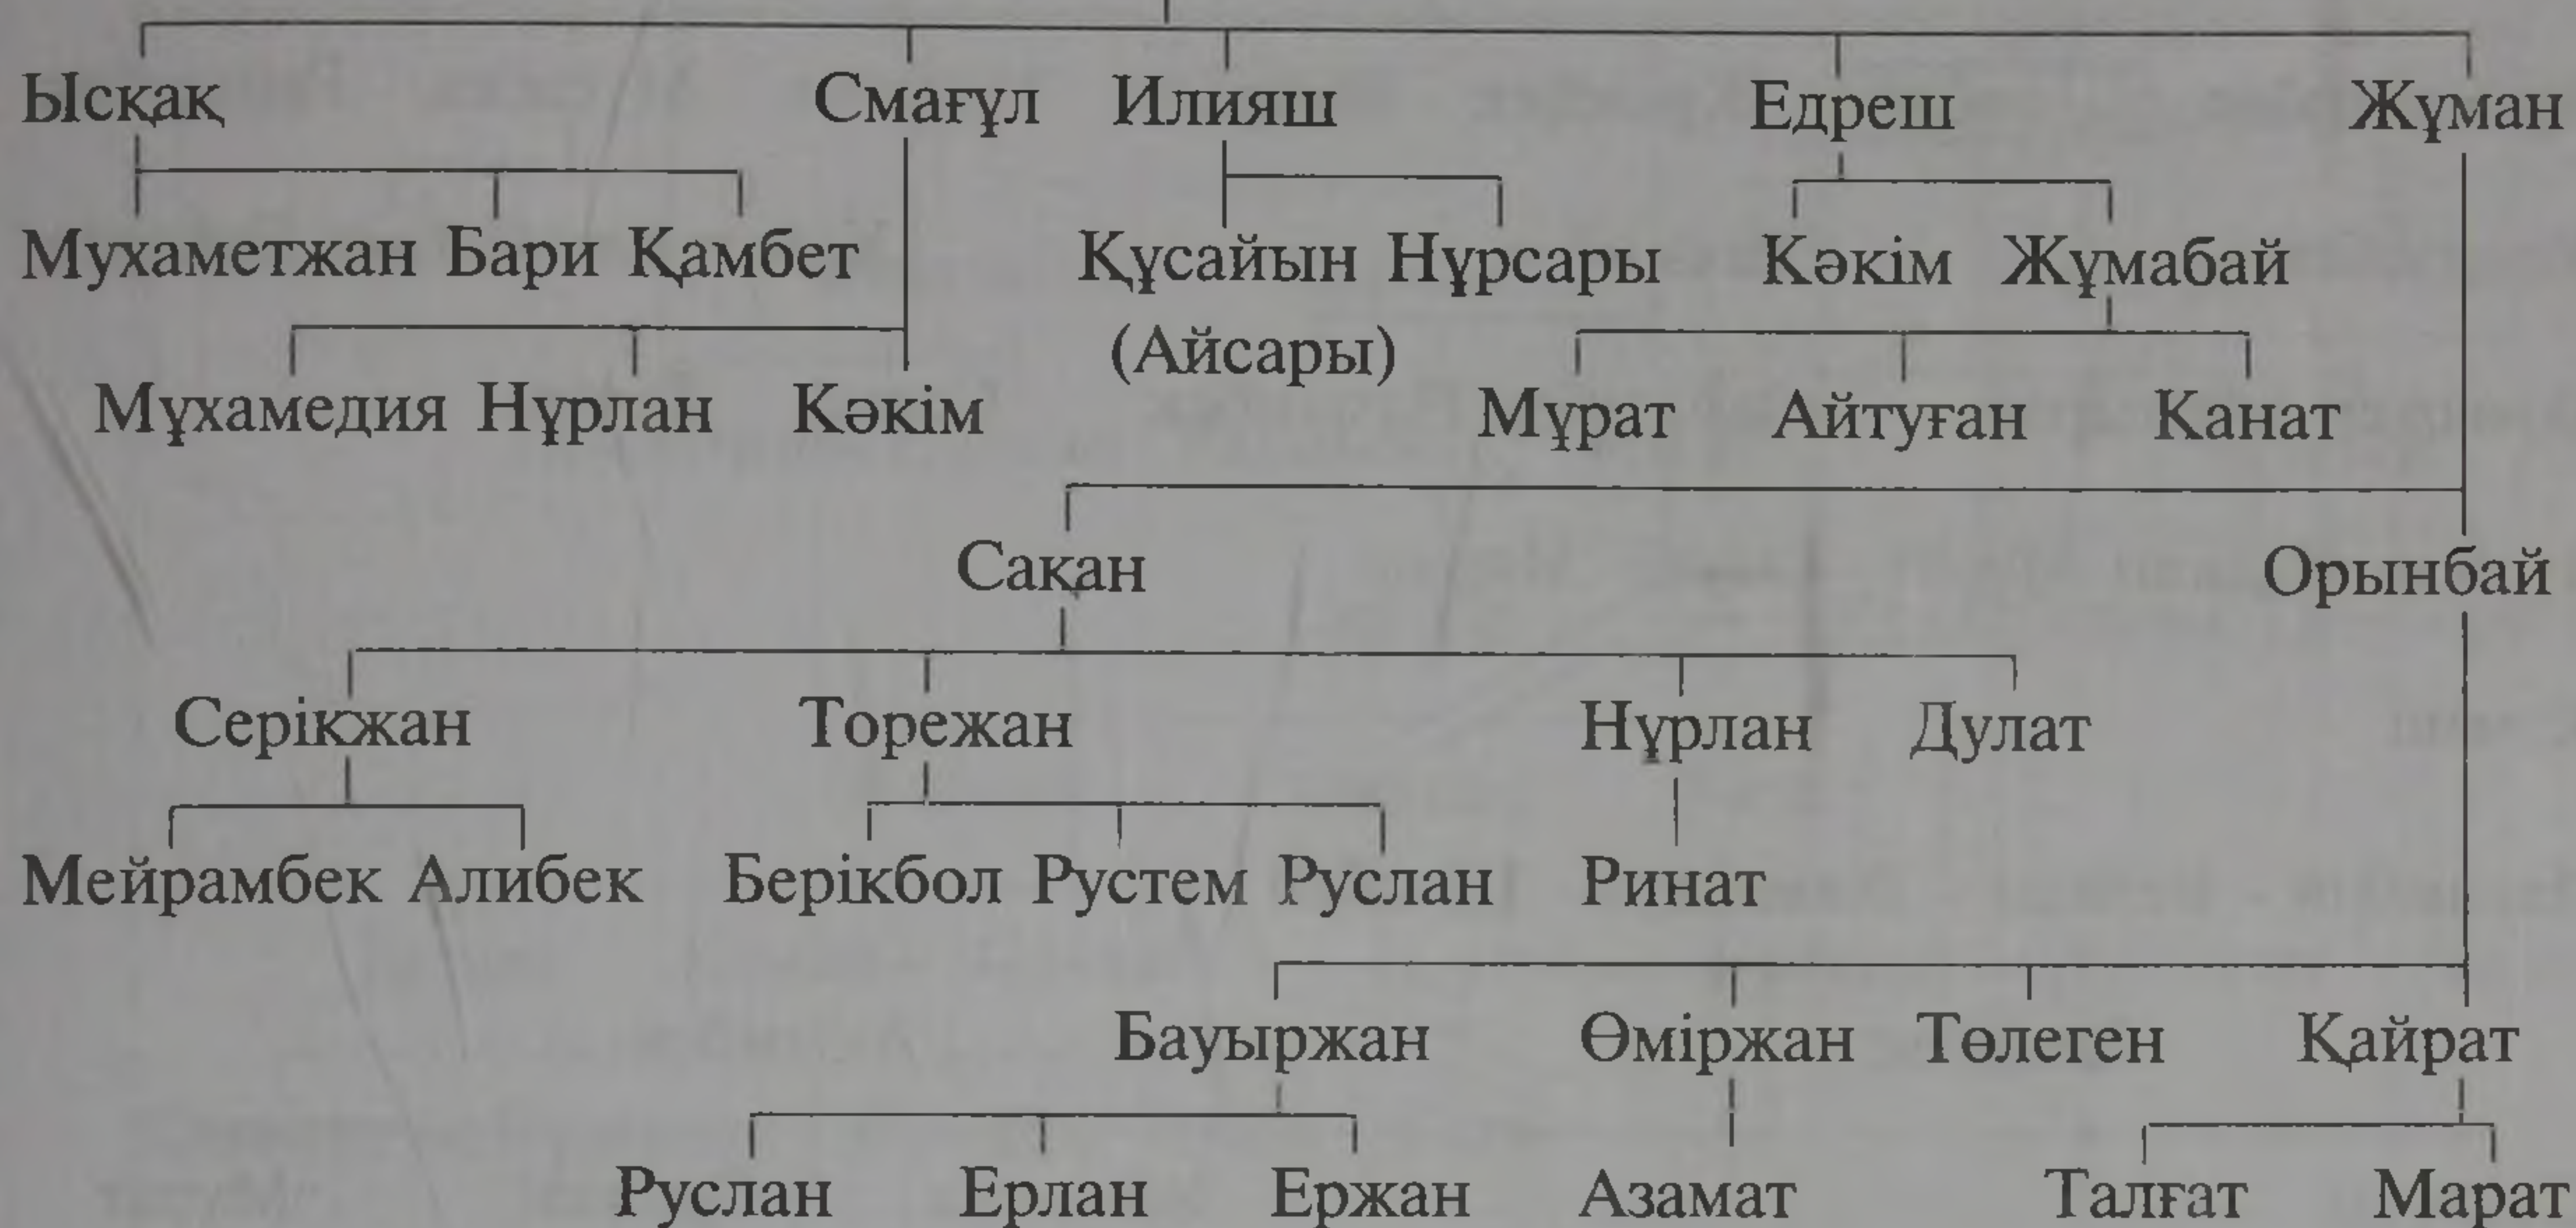 Ысқақ Смағұл Илияш Едреш Жұман
Мухаметжан Бари Қамбет Құсайын Нұрсары Кәкім Жұмабай
(Айсары)
Мұхамедия Нұрлан Кәкім Мұрат Айтуған Канат
Сақан Орынбай
Серікжан Торежан Нұрлан Дулат
Мейрамбек Алибек Берікбол Рустем Руслан Ринат
Бауыржан Өміржан Төлеген Қайрат
Руслан Ерлан Ержан Азамат Талғат Марат